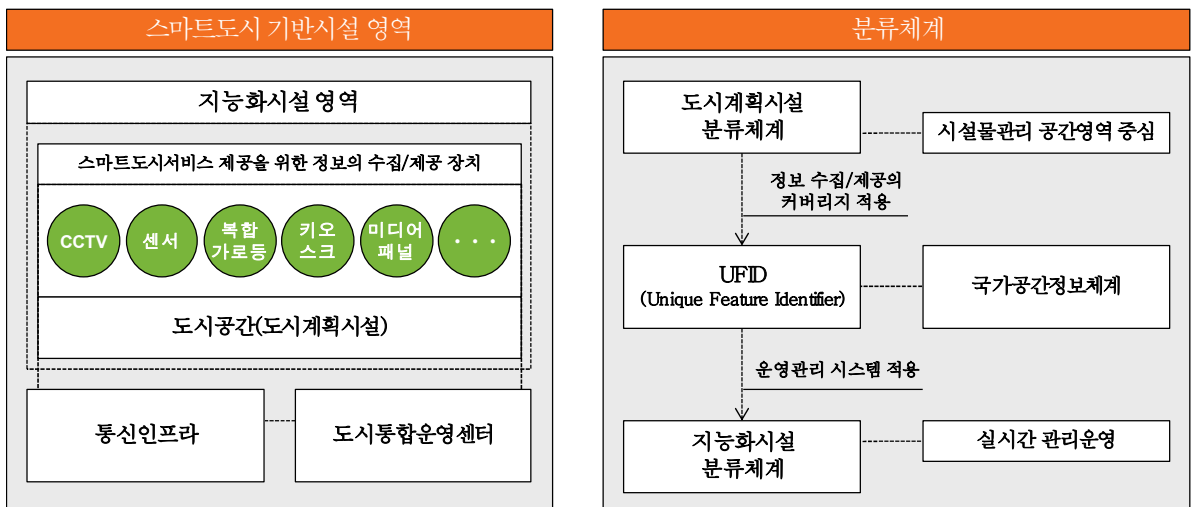 스마트도시 기반시설 영역
지능화시설 영역
스마트도시서비스 제공을 위한 정보의 수집/제공 장치
CCTV
센서
복합
가로등
키오
스크
미디어
패널
· · ·
도시공간(도시계획시설)
통신인프라
도시통합운영센터
분류체계
도시계획시설
분류체계
시설물관리 공간영역 중심
정보 수집/제공의
커버리지 적용
UFID
(Unique Feature Identifier)
국가공간정보체계
운영관리 시스템 적용
지능화시설
분류체계
실시간 관리운영